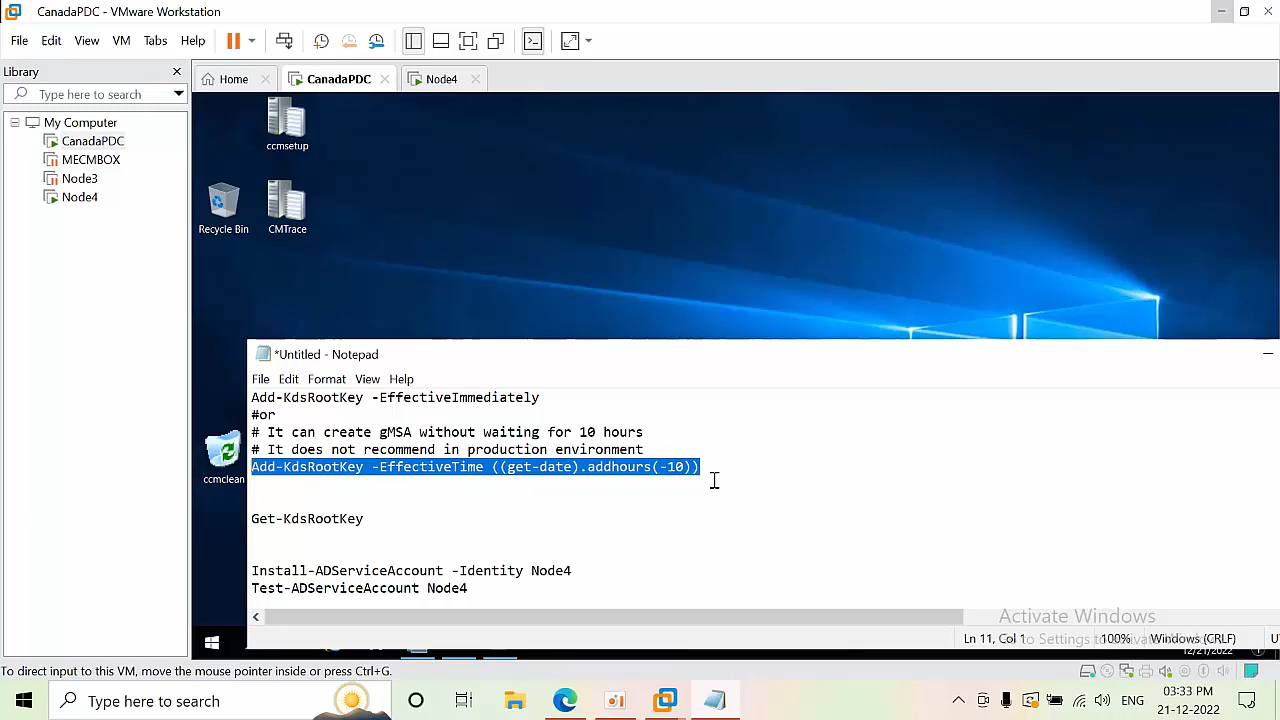 CanadaPDC - VMware Workstation
File Edit View VM Tabs Help
Library
Type here to search
My Computer
CanadaPDC
MECMBOX
Node3
Node4
Home
CanadaPDC
Node4
ccmsetup
Recycle Bin
CMTrace
ccmclean
*Untitled - Notepad
File Edit Format View Help
Add-KdsRootKey -EffectiveImmediately
#or
# It can create gMSA without waiting for 10 hours
# It does not recommend in production environment
Add-KdsRootKey -EffectiveTime ((get-date).addhours(-10))
Get-KdsRootKey
Install-ADServiceAccount -Identity Node4
Test-ADServiceAccount Node4
Activate Windows
Ln 11, Col 1 100% Windows (CRLF) U
12/21/2022
To direct input to this VM, move the mouse pointer inside or press Ctrl+G.
Type here to search
ENG
03:33 PM
21-12-2022